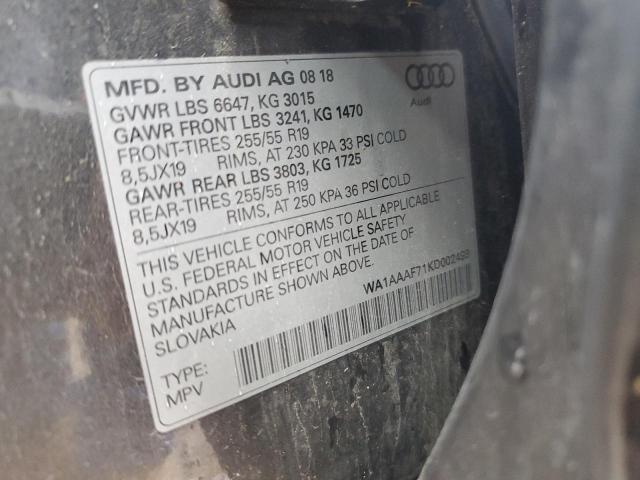 MFD. BY AUDI AG 08 18
GVWR LBS 6647, KG 3015
GAWR FRONT LBS 3241, KG 1470
FRONT-TIRES 255/55 R19
8,5JX19 RIMS, AT 230 KPA 33 PSI COLD
GAWR REAR LBS 3803, KG 1725
REAR-TIRES 255/55 R19
8,5JX19 RIMS, AT 250 KPA 36 PSI COLD
Audi
THIS VEHICLE CONFORMS TO ALL APPLICABLE
U.S. FEDERAL MOTOR VEHICLE SAFETY
STANDARDS IN EFFECT ON THE DATE OF
MANUFACTURE SHOWN ABOVE.
SLOVAKIA
TYPE:
MPV